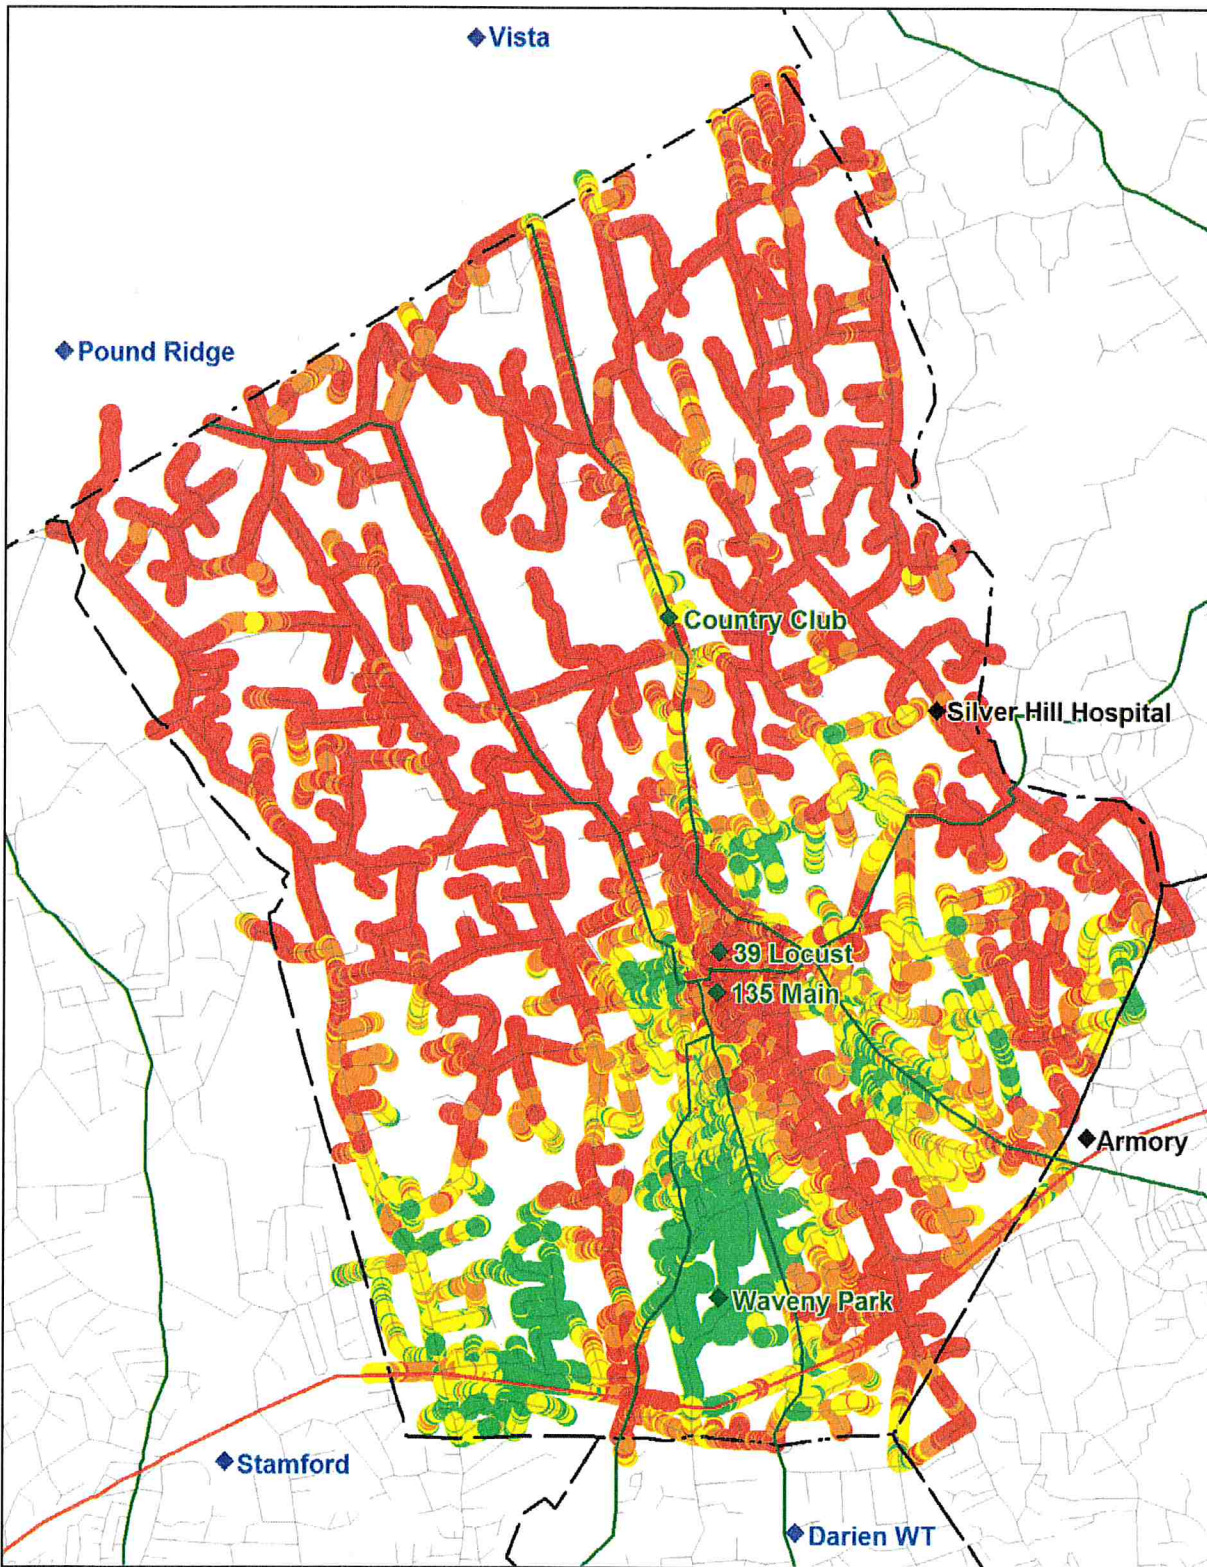 Vista
Pound Ridge
Country Club
Silver Hill Hospital
39 Locust
135 Main
Armory
Waveny Park
Stamford
Darien WT